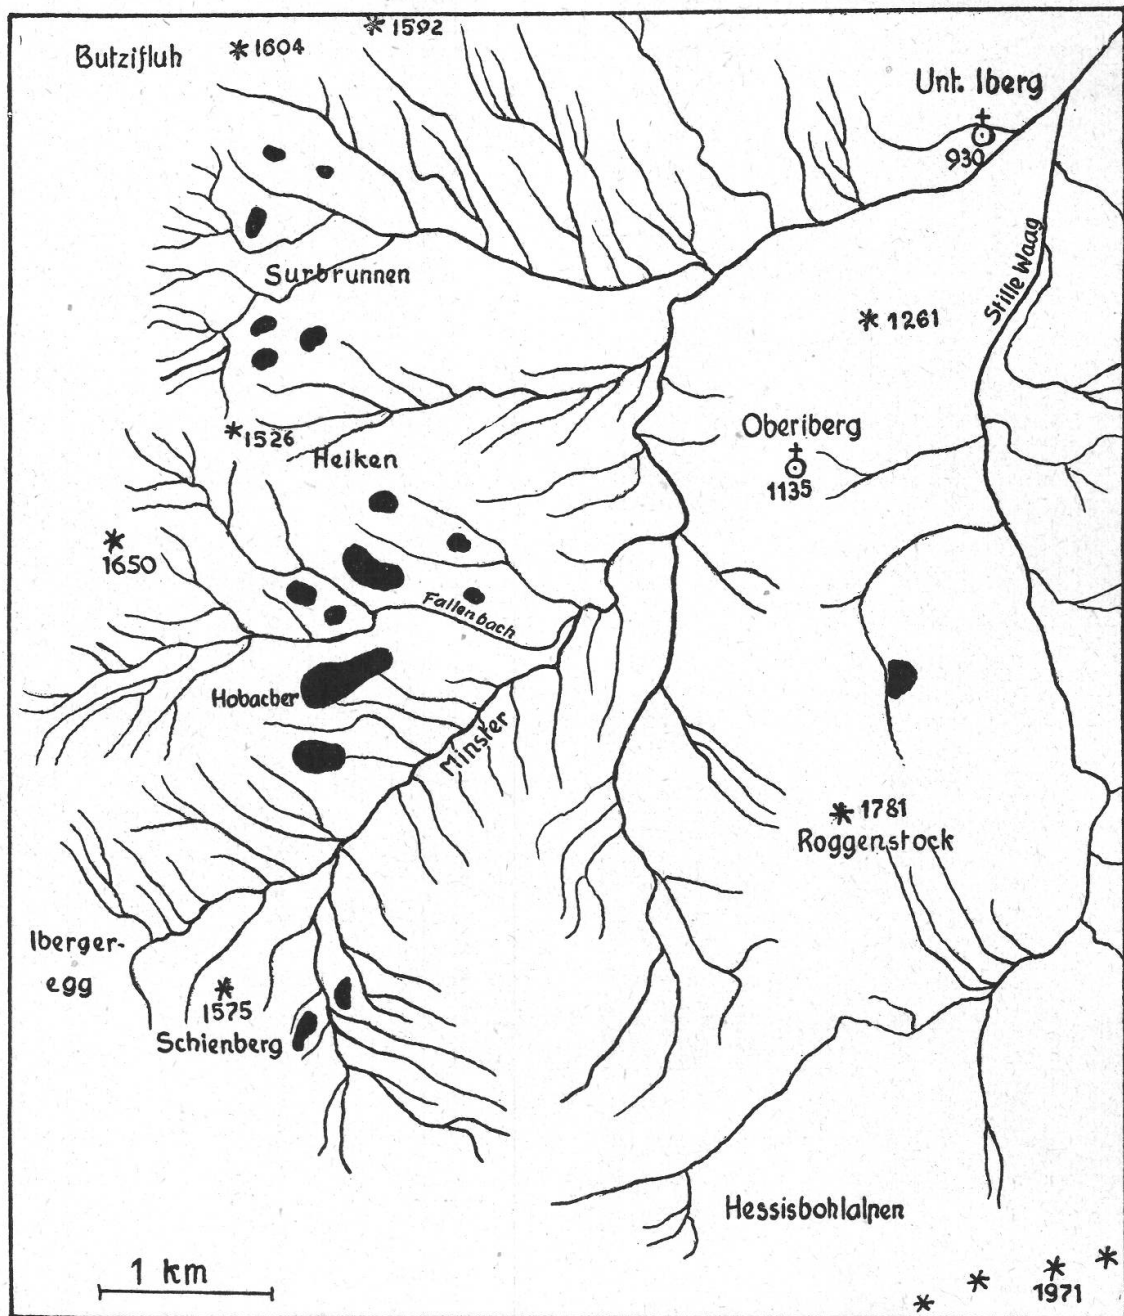 1592
Butzifluh
1604
Unt. Iberg
930
Surbrunnen
Stille Waag
1261
Oberiberg
1526
Heiken
1135
1650
Fallenbach
Hobacher
Minster
1781
Roggenstock
Iberger-
egg
1575
Schienberg
Hessisbohlalpen
1 km
1971